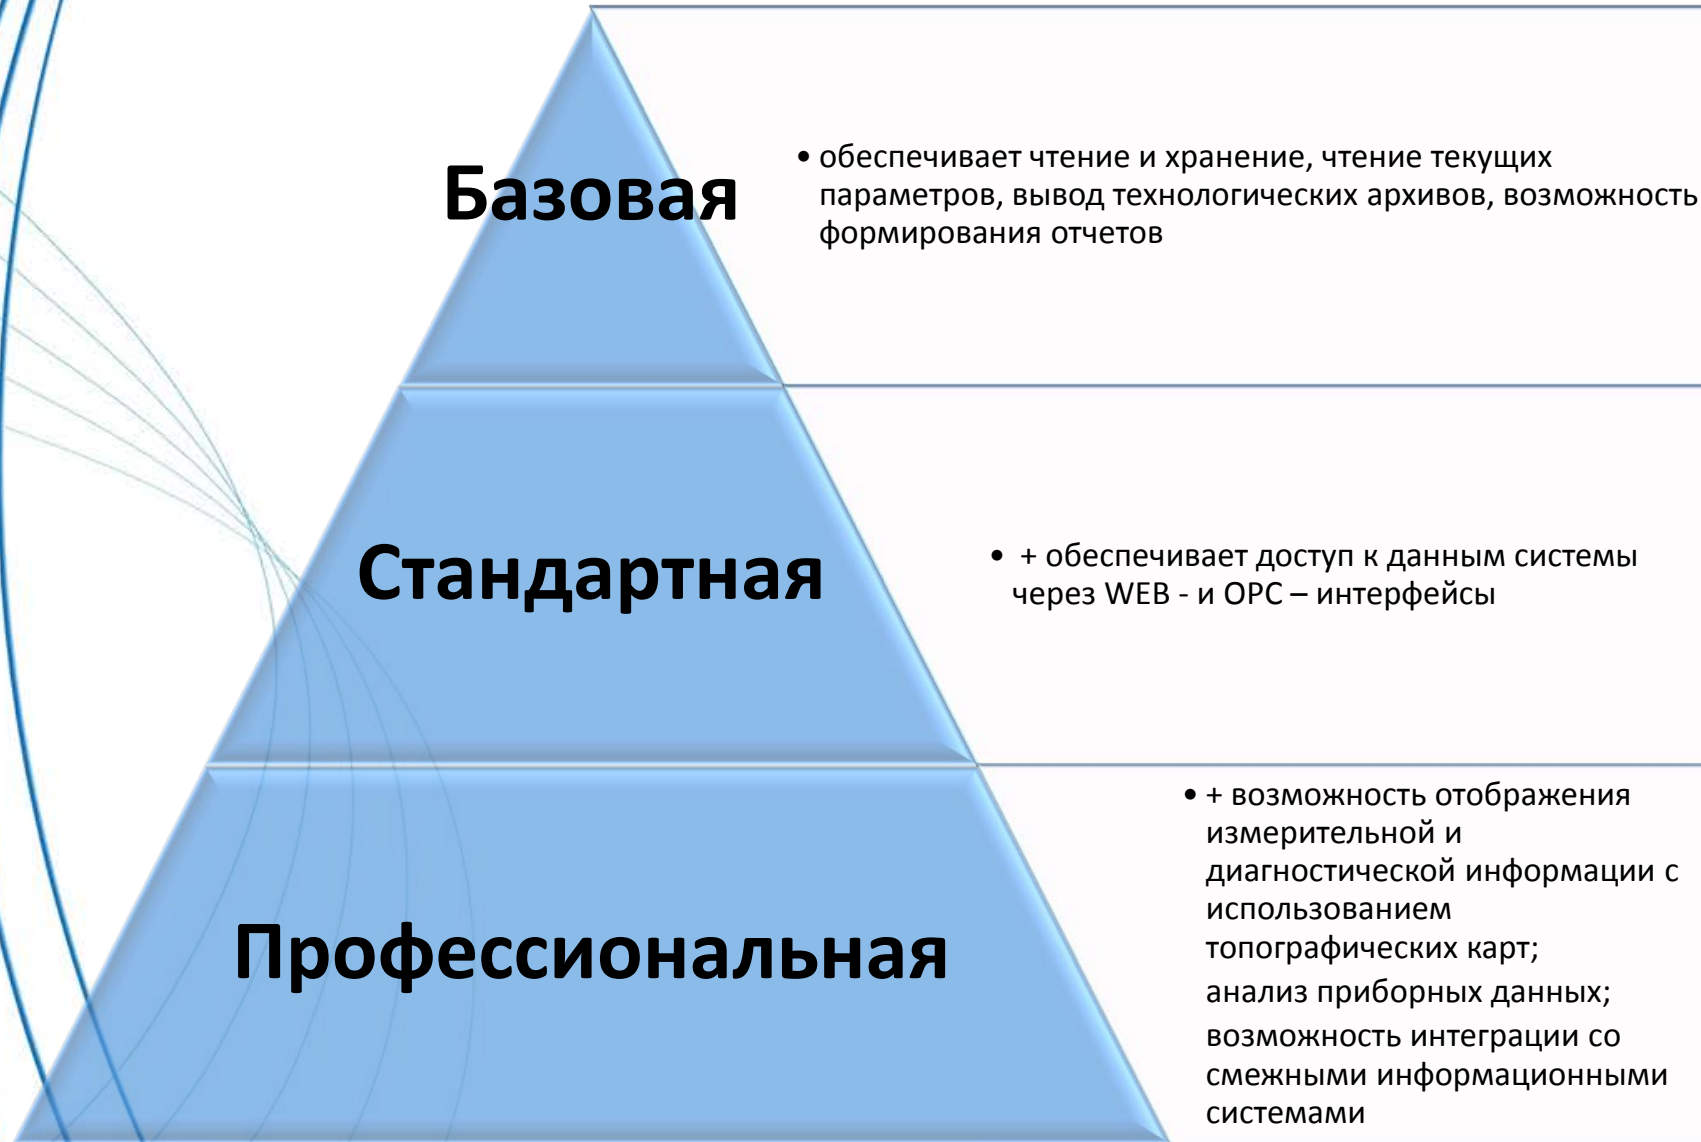 Базовая
• обеспечивает чтение и хранение, чтение текущих
параметров, вывод технологических архивов, возможность
формирования отчетов
Стандартная
• + обеспечивает доступ к данным системы
через WEB - и OPC – интерфейсы
Профессиональная
• + возможность отображения
измерительной и
диагностической информации с
использованием
топографических карт;
анализ приборных данных;
возможность интеграции со
смежными информационными
системами